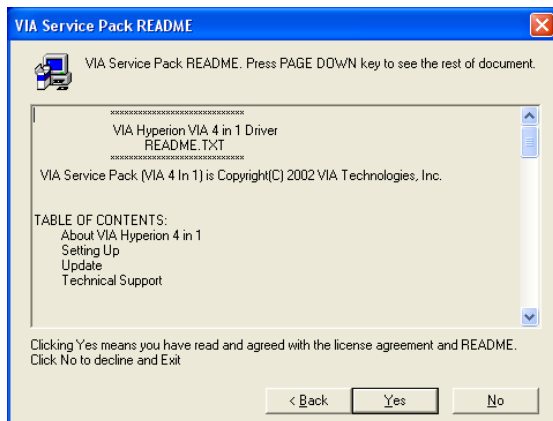 VIA Service Pack README
VIA Service Pack README. Press PAGE DOWN key to see the rest of document.
xxxxxxxxxxxxxxxxxxxxxxxxxxxxx
VIA Hyperion VIA 4 in 1 Driver
README.TXT
xxxxxxxxxxxxxxxxxxxxxxxxxxxxx
VIA Service Pack (VIA 4 In 1) is Copyright(C) 2002 VIA Technologies, Inc.
TABLE OF CONTENTS:
About VIA Hyperion 4 in 1
Setting Up
Update
Technical Support
Clicking Yes means you have read and agreed with the license agreement and README.
Click No to decline and Exit
< Back
Yes
No